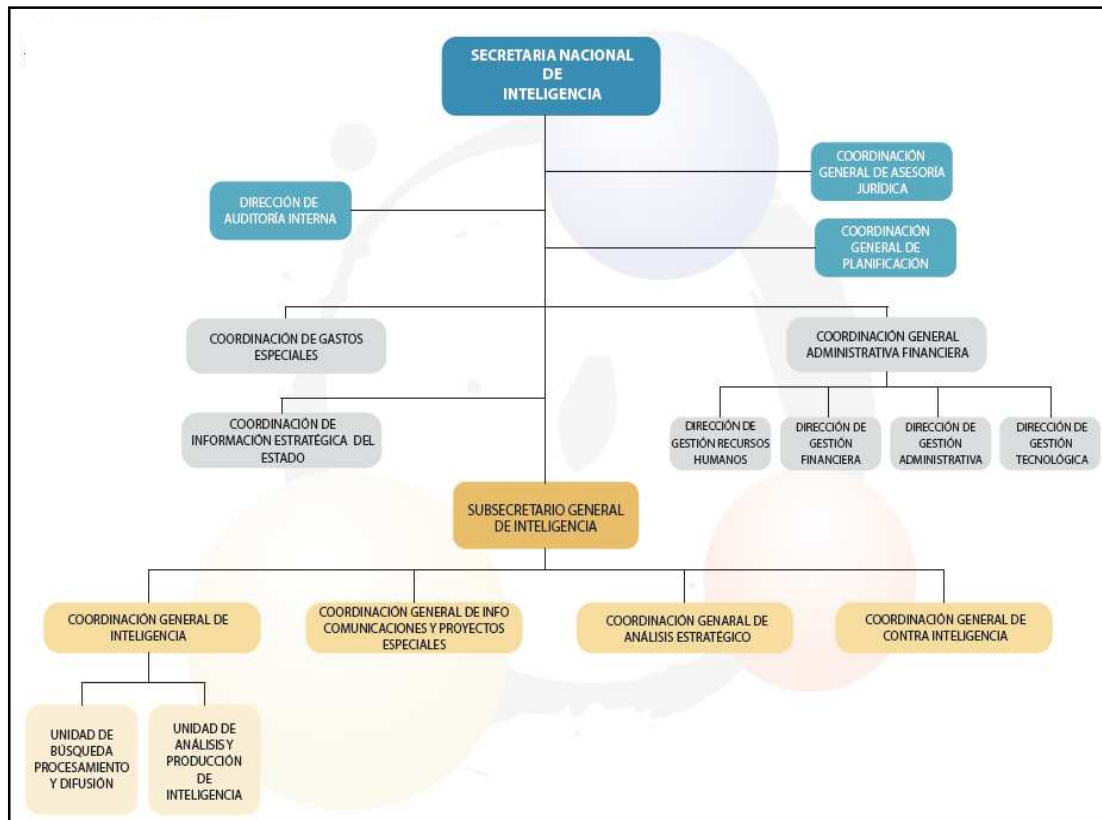 SECRETARIA NACIONAL
DE
INTELIGENCIA
COORDINACIÓN
GENERAL DE ASESORÍA
JURÍDICA
DIRECCIÓN DE
AUDITORÍA INTERNA
COORDINACIÓN
GENERAL DE
PLANIFICACIÓN
COORDINACIÓN DE GASTOS
ESPECIALES
COORDINACIÓN GENERAL
ADMINISTRATIVA FINANCIERA
COORDINACIÓN DE
INFORMACIÓN ESTRATÉGICA DEL
ESTADO
DIRECCIÓN DE
GESTIÓN RECURSOS
HUMANOS
DIRECCIÓN DE
GESTIÓN
FINANCIERA
DIRECCIÓN DE
GESTIÓN
ADMINISTRATIVA
DIRECCIÓN DE
GESTIÓN
TECNOLÓGICA
SUBSECRETARIO GENERAL
DE INTELIGENCIA
COORDINACIÓN GENERAL DE
INTELIGENCIA
COORDINACIÓN GENERAL DE INFO
COMUNICACIONES Y PROYECTOS
ESPECIALES
COORDINACIÓN GENARAL DE
ANÁLISIS ESTRATÉGICO
COORDINACIÓN GENERAL DE
CONTRA INTELIGENCIA
UNIDAD DE
BÚSQUEDA
PROCESAMIENTO
Y DIFUSIÓN
UNIDAD DE
ANÁLISIS Y
PRODUCCIÓN
DE
INTELIGENCIA